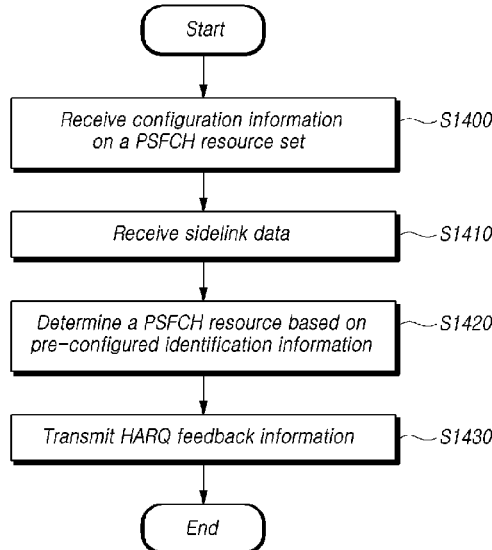 Start
Receive configuration information
on a PSFCH resource set
S1400
Receive sidelink data
S1410
Determine a PSFCH resource based on
pre-configured identification information
S1420
Transmit HARQ feedback information
S1430
End